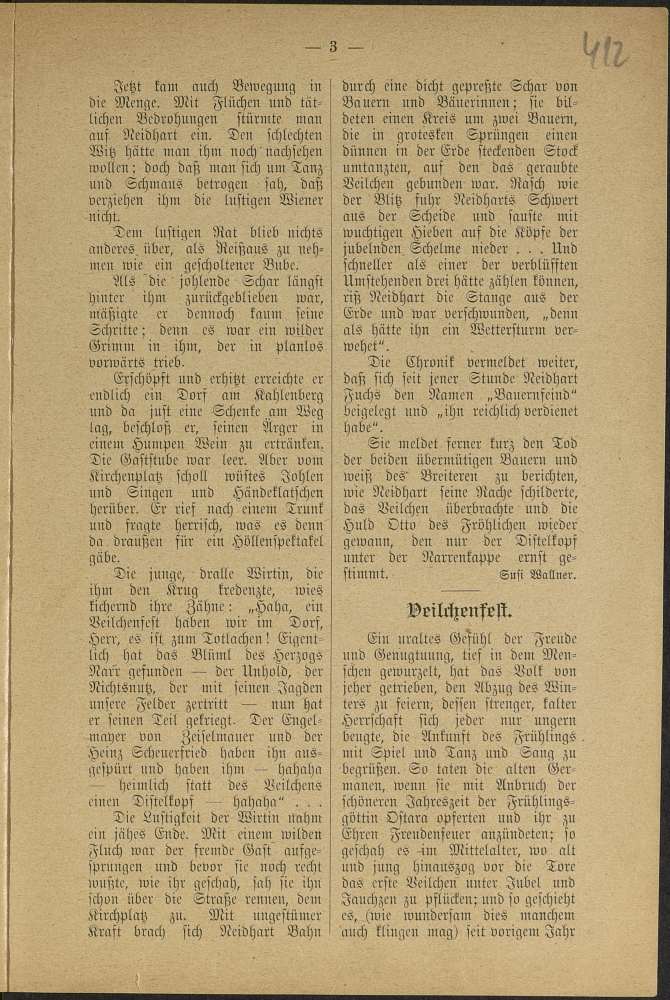 — 3 —
412
Jetzt kam auch Bewegung in
die Menge. Mit Flüchen und tät-
lichen Bedrohungen stürmte man
auf Neidhart ein. Den schlechten
Witz hätte man ihm noch nachsehen
wollen; doch daß man sich um Tanz
und Schmaus betrogen sah, daß
verziehen ihm die lustigen Wiener
nicht.
Dem lustigen Rat blieb nichts
anderes über, als Reißaus zu neh-
men wie ein gescholtener Bube.
Als die johlende Schar längst
hinter ihm zurückgeblieben war,
mäßigte er dennoch kaum seine
Schritte; denn es war ein wilder
Grimm in ihm, der in planlos
vorwärts trieb.
Erschöpft und erhitzt erreichte er
endlich ein Dorf am Kahlenberg
und da just eine Schenke am Weg
lag, beschloß er, seinen Ärger in
einem Humpen Wein zu ertränken.
Die Gaststube war leer. Aber vom
Kirchenplatz scholl wüstes Johlen
und Singen und Händeklatschen
herüber. Er rief nach einem Trunk
und fragte herrisch, was es denn
da draußen für ein Höllenspektakel
gäbe.
Die junge, dralle Wirtin, die
ihm den Krug kredenzte, wies
kichernd ihre Zähne: „Haha, ein
Veilchenfest haben wir im Dorf,
Herr, es ist zum Totlachen! Eigent-
lich hat das Blüml des Herzogs
Narr gefunden — der Unhold, der
Nichtsnutz, der mit seinen Jagden
unsere Felder zertritt — nun hat
er seinen Teil gekriegt. Der Engel-
mayer von Zeiselmauer und der
Heinz Scheuerfried haben ihn aus-
gespürt und haben ihm — hahaha
— heimlich statt des Veilchens
einen Distelkopf — hahaha“ . . .
Die Lustigkeit der Wirtin nahm
ein jähes Ende. Mit einem wilden
Fluch war der fremde Gast aufge-
sprungen und bevor sie noch recht
wußte, wie ihr geschah, sah sie ihn
schon über die Straße rennen, dem
Kirchplatz zu. Mit ungestümer
Kraft brach sich Neidhart Bahn
durch eine dicht gepreßte Schar von
Bauern und Bäuerinnen; sie bil-
deten einen Kreis um zwei Bauern,
die in grotesken Sprüngen einen
dünnen in der Erde steckenden Stock
umtanzten, auf den das geraubte
Veilchen gebunden war. Rasch wie
der Blitz fuhr Neidharts Schwert
aus der Scheide und sauste mit
wuchtigen Hieben auf die Köpfe der
jubelnden Schelme nieder . . . Und
schneller als einer der verblüfften
Umstehenden drei hätte zählen können,
riß Neidhart die Stange aus der
Erde und war verschwunden, „denn
als hätte ihn ein Wettersturm ver-
wehet“.
Die Chronik vermeldet weiter,
daß sich seit jener Stunde Neidhart
Fuchs den Namen „Bauernfeind“
beigelegt und „ihn reichlich verdienet
habe“.
Sie meldet ferner kurz den Tod
der beiden übermütigen Bauern und
weiß des Breiteren zu berichten,
wie Neidhart seine Rache schilderte,
das Veilchen überbrachte und die
Huld Otto des Fröhlichen wieder
gewann, den nur der Distelkopf
unter der Narrenkappe ernst ge-
stimmt. Susi Wallner.
Veilchenfest.
Ein uraltes Gefühl der Freude
und Genugtuung, tief in dem Men-
schen gewurzelt, hat das Volk von
jeher getrieben, den Abzug des Win-
ters zu feiern, dessen strenger, kalter
Herrschaft sich jeder nur ungern
beugte, die Ankunft des Frühlings
mit Spiel und Tanz und Sang zu
begrüßen. So taten die alten Ger-
manen, wenn sie mit Anbruch der
schöneren Jahreszeit der Frühlings-
göttin Ostara opferten und ihr zu
Ehren Freudenfeuer anzündeten; so
geschah es im Mittelalter, wo alt
und jung hinauszog vor die Tore
das erste Veilchen unter Jubel und
Jauchzen zu pflücken; und so geschieht
es, (wie wundersam dies manchem
auch klingen mag) seit vorigem Jahr